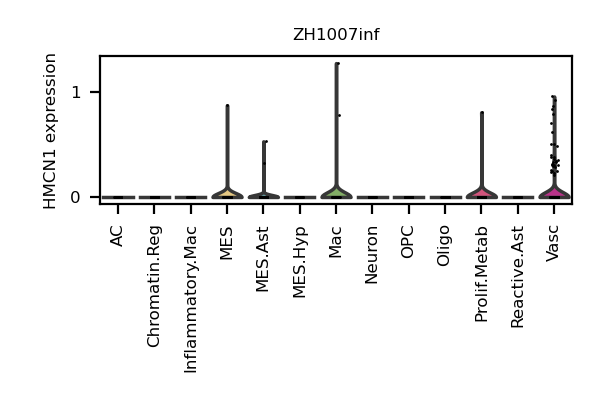 ZH1007inf
HMCN1 expression
1
0
AC
Chromatin.Reg
Inflammatory.Mac
MES
MES.Ast
MES.Hyp
Mac
Neuron
OPC
Oligo
Prolif.Metab
Reactive.Ast
Vasc